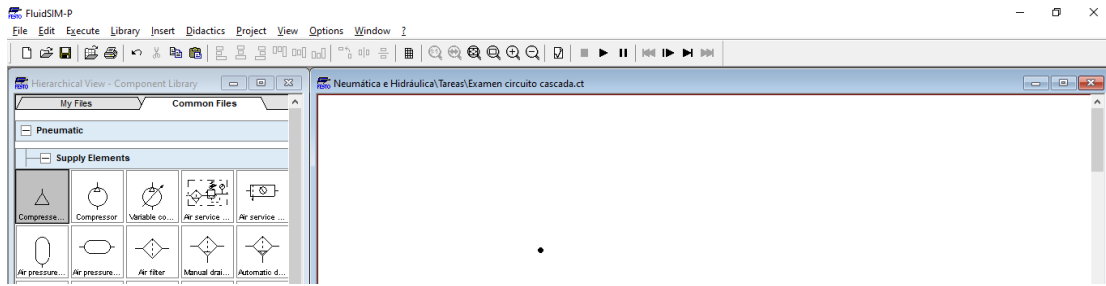 FluidSIM-P
File Edit Execute Library Insert Didactics Project View Options Window ?
FESTO Hierarchical View - Component Library
FESTO Neumática e Hidráulica\Tareas\Examen circuito cascada.ct
My Files Common Files
Pneumatic
Supply Elements
Compresse... Compressor Variable co... Air service ... Air service ...
Air pressure... Air pressure... Air filter Manual drai... Automatic d...